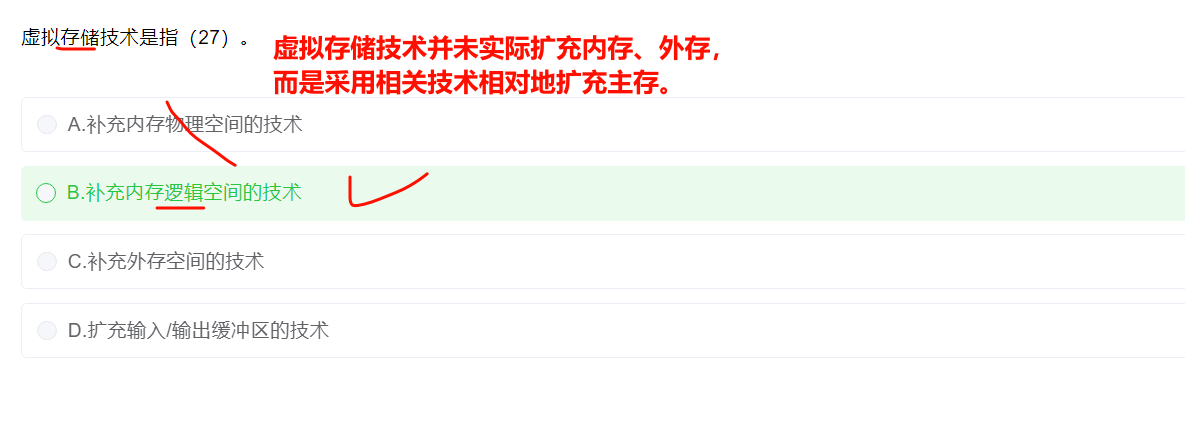 虚拟存储技术是指（27）。
虚拟存储技术并未实际扩充内存、外存，
而是采用相关技术相对地扩充主存。
A.补充内存物理空间的技术
B.补充内存逻辑空间的技术
C.补充外存空间的技术
D.扩充输入/输出缓冲区的技术